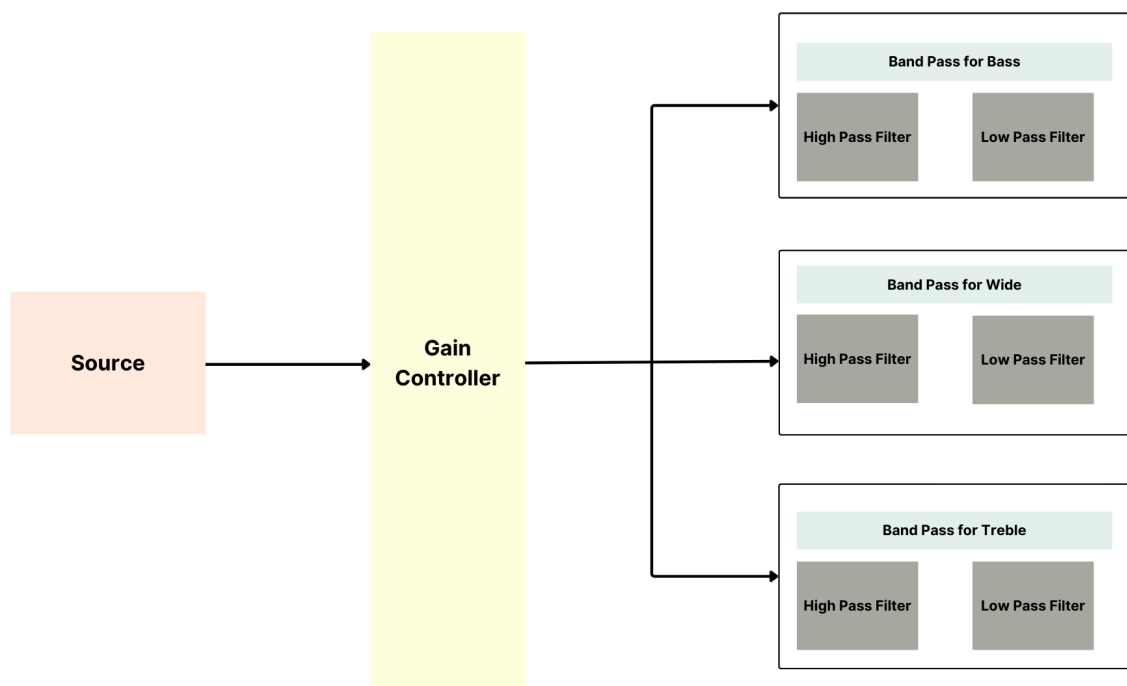 Source
Gain
Controller
Band Pass for Bass
High Pass Filter
Low Pass Filter
Band Pass for Wide
High Pass Filter
Low Pass Filter
Band Pass for Treble
High Pass Filter
Low Pass Filter